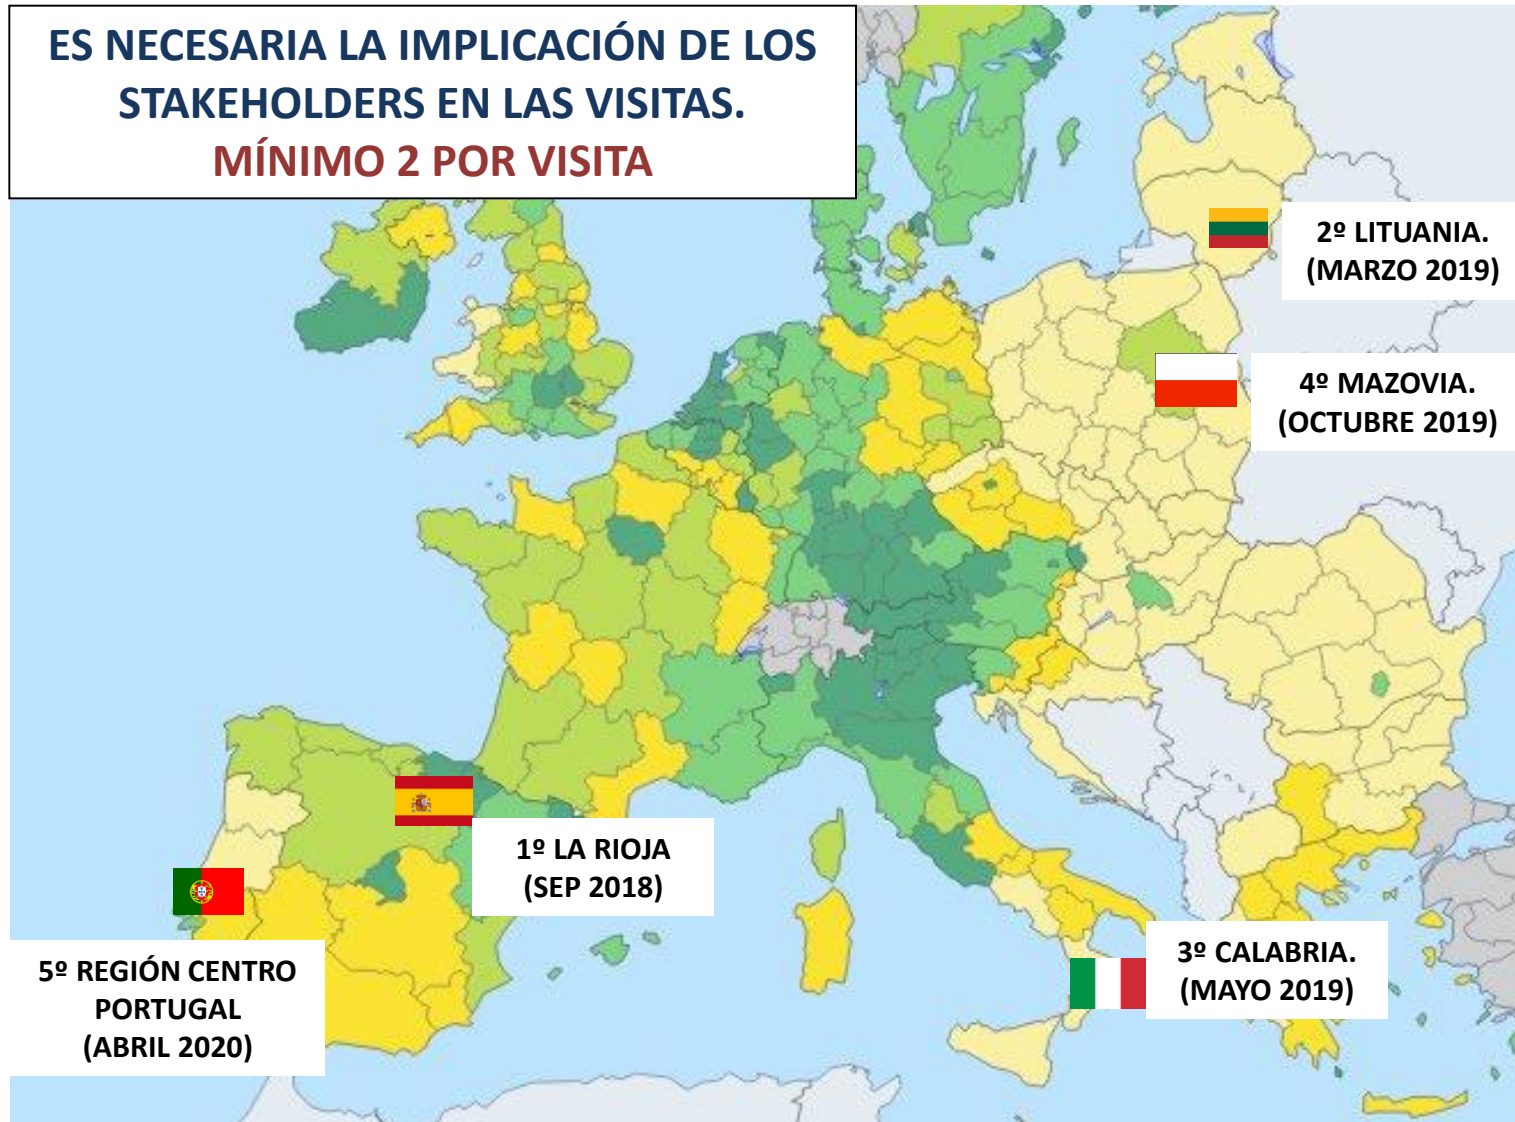 ES NECESARIA LA IMPLICACIÓN DE LOS
STAKEHOLDERS EN LAS VISITAS.
MÍNIMO 2 POR VISITA
2º LITUANIA.
(MARZO 2019)
4º MAZOVIA.
(OCTUBRE 2019)
1º LA RIOJA
(SEP 2018)
3º CALABRIA.
(MAYO 2019)
5º REGIÓN CENTRO
PORTUGAL
(ABRIL 2020)